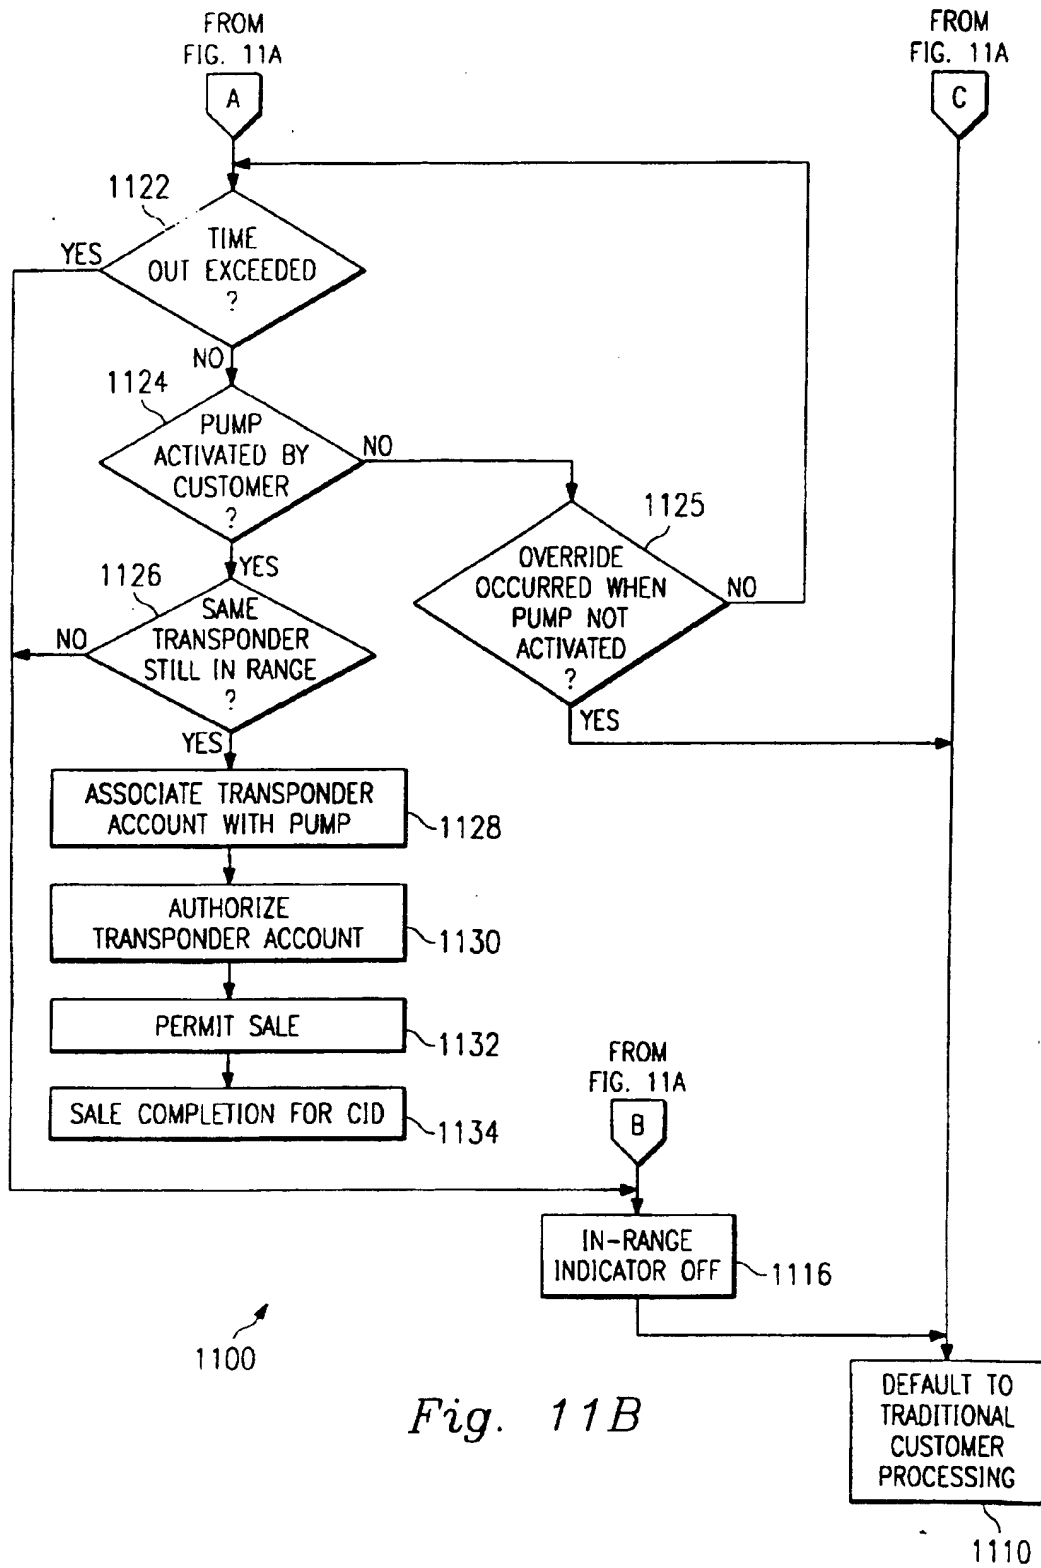 FROM
FIG. 11A
A
FROM
FIG. 11A
C
1122
TIME
OUT EXCEEDED
?
YES
NO
1124
PUMP
ACTIVATED BY
CUSTOMER
?
NO
YES
1125
OVERRIDE
OCCURRED WHEN
PUMP NOT
ACTIVATED
?
NO
YES
1126
SAME
TRANSPONDER
STILL IN RANGE
?
NO
YES
ASSOCIATE TRANSPONDER
ACCOUNT WITH PUMP
1128
AUTHORIZE
TRANSPONDER ACCOUNT
1130
PERMIT SALE
1132
SALE COMPLETION FOR CID
1134
FROM
FIG. 11A
B
IN-RANGE
INDICATOR OFF
1116
1100
DEFAULT TO
TRADITIONAL
CUSTOMER
PROCESSING
1110
Fig. 11B